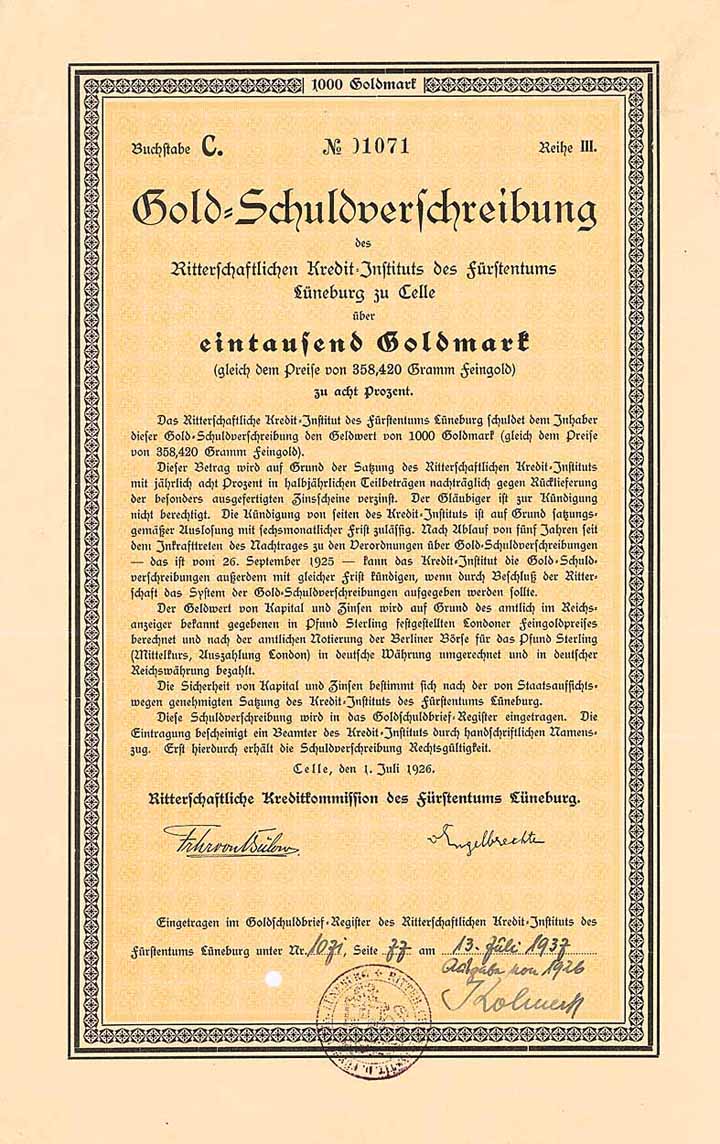 1000 Goldmark
Buchstabe C. № 01071 Reihe III.
Gold-Schuldverschreibung
des
Ritterschaftlichen Kredit-Instituts des Fürstentums
Lüneburg zu Celle
über
eintausend Goldmark
(gleich dem Preise von 358,420 Gramm Feingold)
zu acht Prozent.
Das Ritterschaftliche Kredit-Institut des Fürstentums Lüneburg schuldet dem Inhaber
dieser Gold-Schuldverschreibung den Geldwert von 1000 Goldmark (gleich dem Preise
von 358,420 Gramm Feingold).
Dieser Betrag wird auf Grund der Satzung des Ritterschaftlichen Kredit-Instituts
mit jährlich acht Prozent in halbjährlichen Teilbeträgen nachträglich gegen Rücklieferung
der besonders ausgefertigten Zinsscheine verzinst. Der Gläubiger ist zur Kündigung
nicht berechtigt. Die Kündigung von seiten des Kredit-Instituts ist auf Grund satzungs-
gemäßer Auslosung mit sechsmonatlicher Frist zulässig. Nach Ablauf von fünf Jahren seit
dem Inkrafttreten des Nachtrages zu den Verordnungen über Gold-Schuldverschreibungen
— das ist vom 26. September 1925 — kann das Kredit-Institut die Gold-Schuld-
verschreibungen außerdem mit gleicher Frist kündigen, wenn durch Beschluß der Ritter-
schaft das System der Gold-Schuldverschreibungen aufgegeben werden sollte.
Der Geldwert von Kapital und Zinsen wird auf Grund des amtlich im Reichs-
anzeiger bekannt gegebenen in Pfund Sterling festgestellten Londoner Feingoldpreises
berechnet und nach der amtlichen Notierung der Berliner Börse für das Pfund Sterling
(Mittelkurs, Auszahlung London) in deutsche Währung umgerechnet und in deutscher
Reichswährung bezahlt.
Die Sicherheit von Kapital und Zinsen bestimmt sich nach der von Staatsaufsichts-
wegen genehmigten Satzung des Kredit-Instituts des Fürstentums Lüneburg.
Diese Schuldverschreibung wird in das Goldschuldbrief-Register eingetragen. Die
Eintragung bescheinigt ein Beamter des Kredit-Instituts durch handschriftlichen Namens-
zug. Erst hierdurch erhält die Schuldverschreibung Rechtsgültigkeit.
Celle, den 1. Juli 1926.
Ritterschaftliche Kreditkommission des Fürstentums Lüneburg.
Frhr von Bülow. v Engelbrechten
Eingetragen im Goldschuldbrief-Register des Ritterschaftlichen Kredit-Instituts des
Fürstentums Lüneburg unter Nr. 1071, Seite 77 am 13. Juli 1937
Ausgabe von 1926